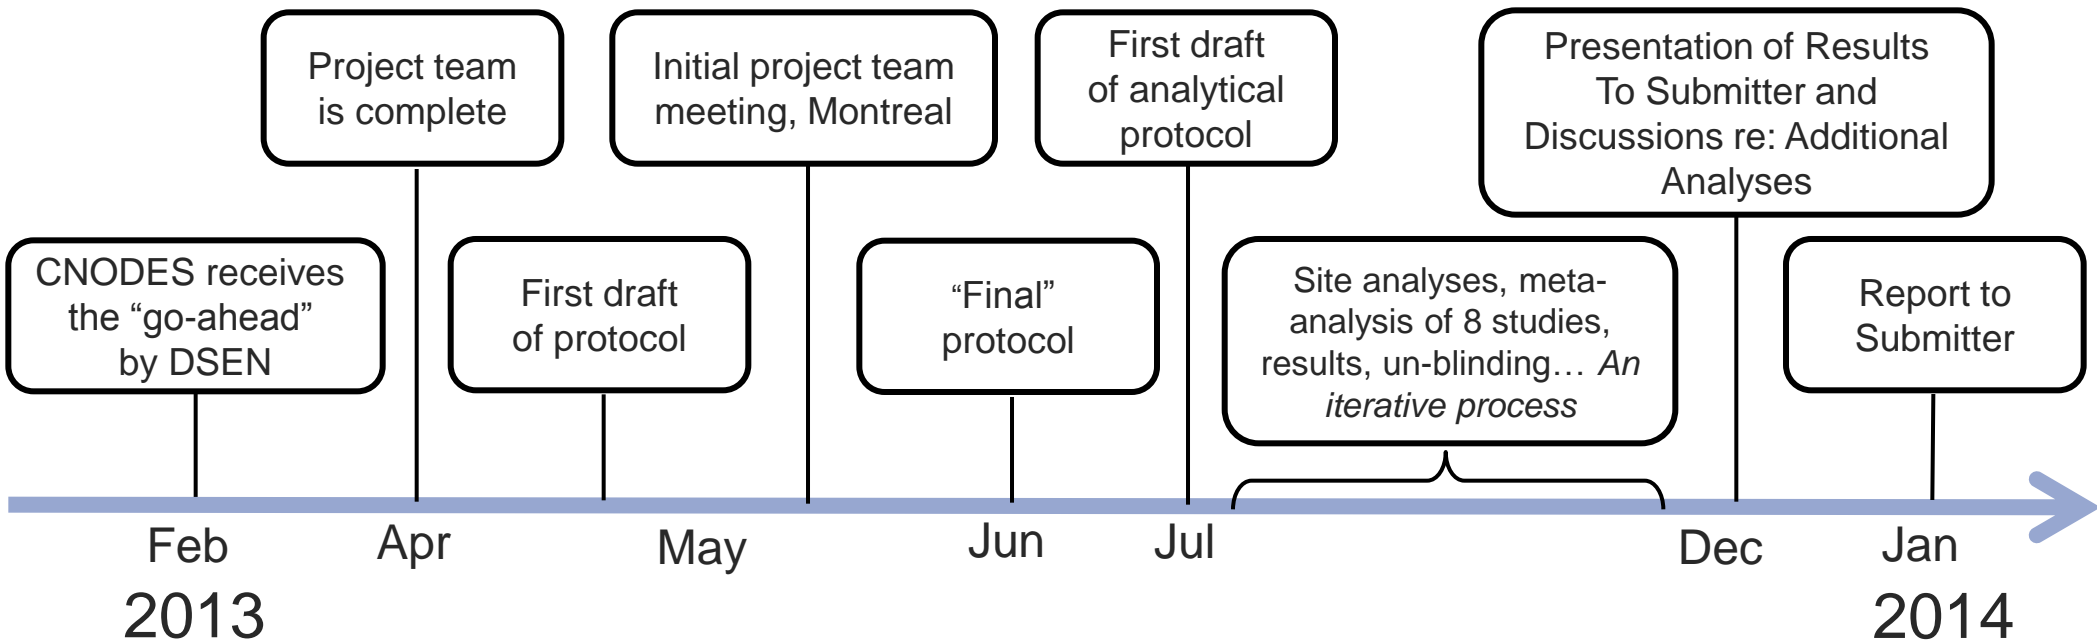 CNODES receives
the “go-ahead”
by DSEN
Project team
is complete
First draft
of protocol
Initial project team
meeting, Montreal
“Final”
protocol
First draft
of analytical
protocol
Site analyses, meta-
analysis of 8 studies,
results, un-blinding… An
iterative process
Presentation of Results
To Submitter and
Discussions re: Additional
Analyses
Report to
Submitter
Feb
Apr
May
Jun
Jul
Dec
Jan
2013
2014